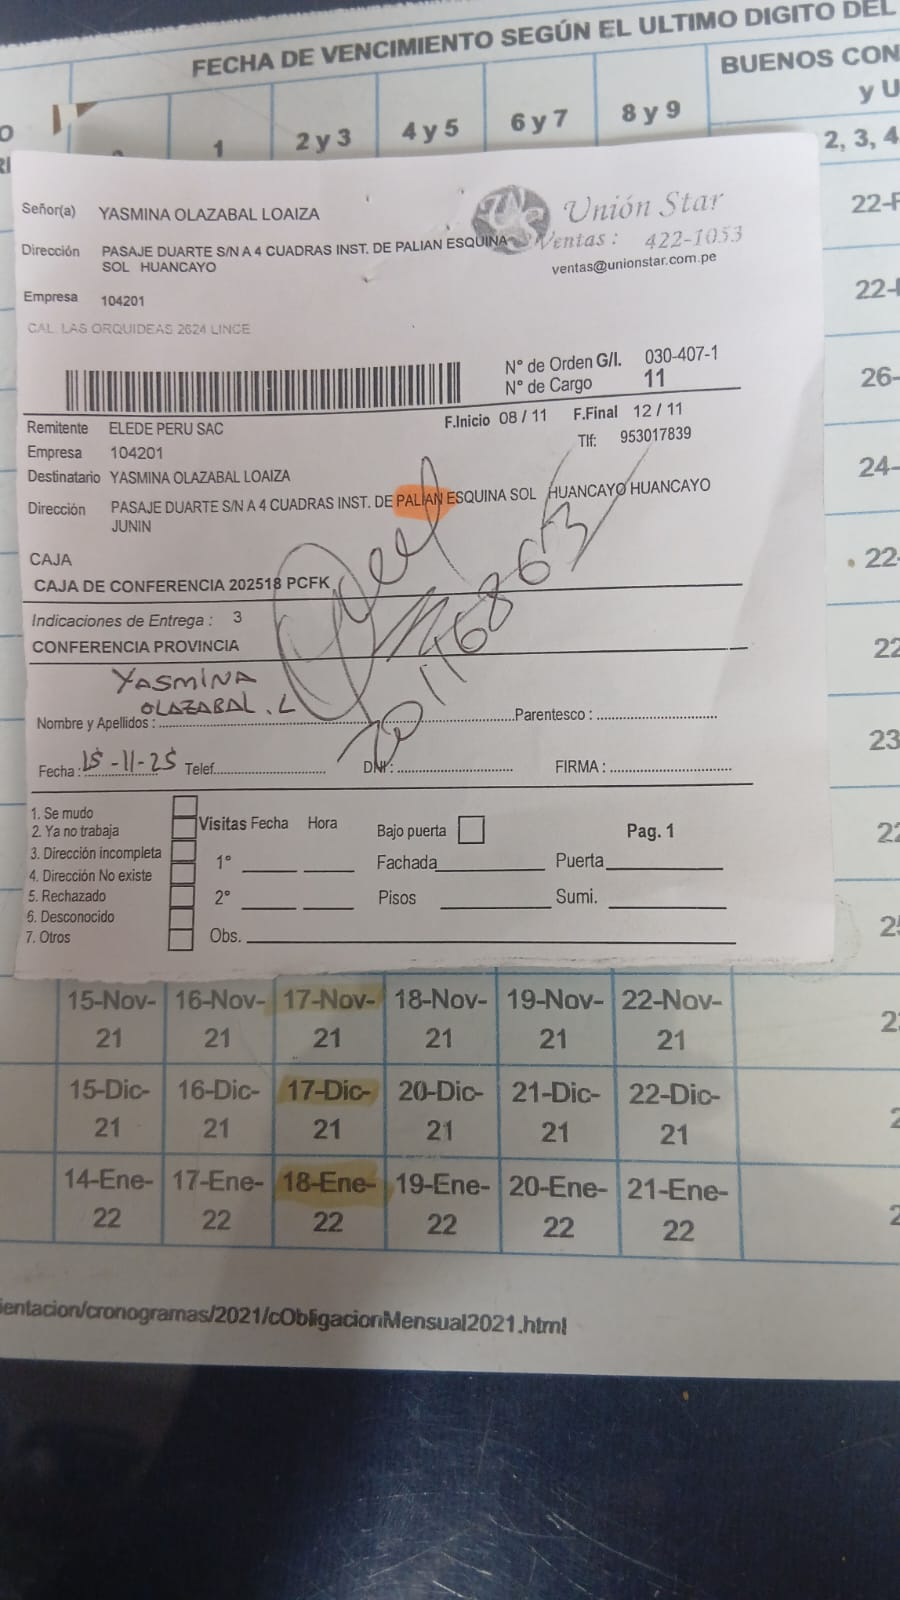 FECHA DE VENCIMIENTO SEGÚN EL ULTIMO DIGITO DEL
BUENOS CON
y U
1 2 y 3 4 y 5 6 y 7 8 y 9
2, 3, 4
Señor(a) YASMINA OLAZABAL LOAIZA
Unión Star
Ventas : 422-1053
ventas@unionstar.com.pe
Dirección PASAJE DUARTE S/N A 4 CUADRAS INST. DE PALIAN ESQUINA
SOL HUANCAYO
Empresa 104201
CAL. LAS ORQUIDEAS 2624 LINCE
N° de Orden G/I. 030-407-1
N° de Cargo 11
F.Inicio 08 / 11 F.Final 12 / 11
Remitente ELEDE PERU SAC
Tlf: 953017839
Empresa 104201
Destinatario YASMINA OLAZABAL LOAIZA
Dirección PASAJE DUARTE S/N A 4 CUADRAS INST. DE PALIAN ESQUINA SOL HUANCAYO HUANCAYO
JUNIN
CAJA
CAJA DE CONFERENCIA 202518 PCFK
Indicaciones de Entrega : 3
CONFERENCIA PROVINCIA
YASMINA
OLAZABAL . L
Nombre y Apellidos : Parentesco :
Fecha : 15-11-25 Telef. DNI : FIRMA :
1. Se mudo
2. Ya no trabaja
3. Dirección incompleta
4. Dirección No existe
5. Rechazado
6. Desconocido
7. Otros
Visitas Fecha Hora Bajo puerta Pag. 1
1° Fachada Puerta
2° Pisos Sumi.
Obs.
22-
22-
26-
24-
22-
22
23
22
25
15-Nov-21 16-Nov-21 17-Nov-21 18-Nov-21 19-Nov-21 22-Nov-21
15-Dic-21 16-Dic-21 17-Dic-21 20-Dic-21 21-Dic-21 22-Dic-21
14-Ene-22 17-Ene-22 18-Ene-22 19-Ene-22 20-Ene-22 21-Ene-22
ientacion/cronogramas/2021/cObligacionMensual2021.html